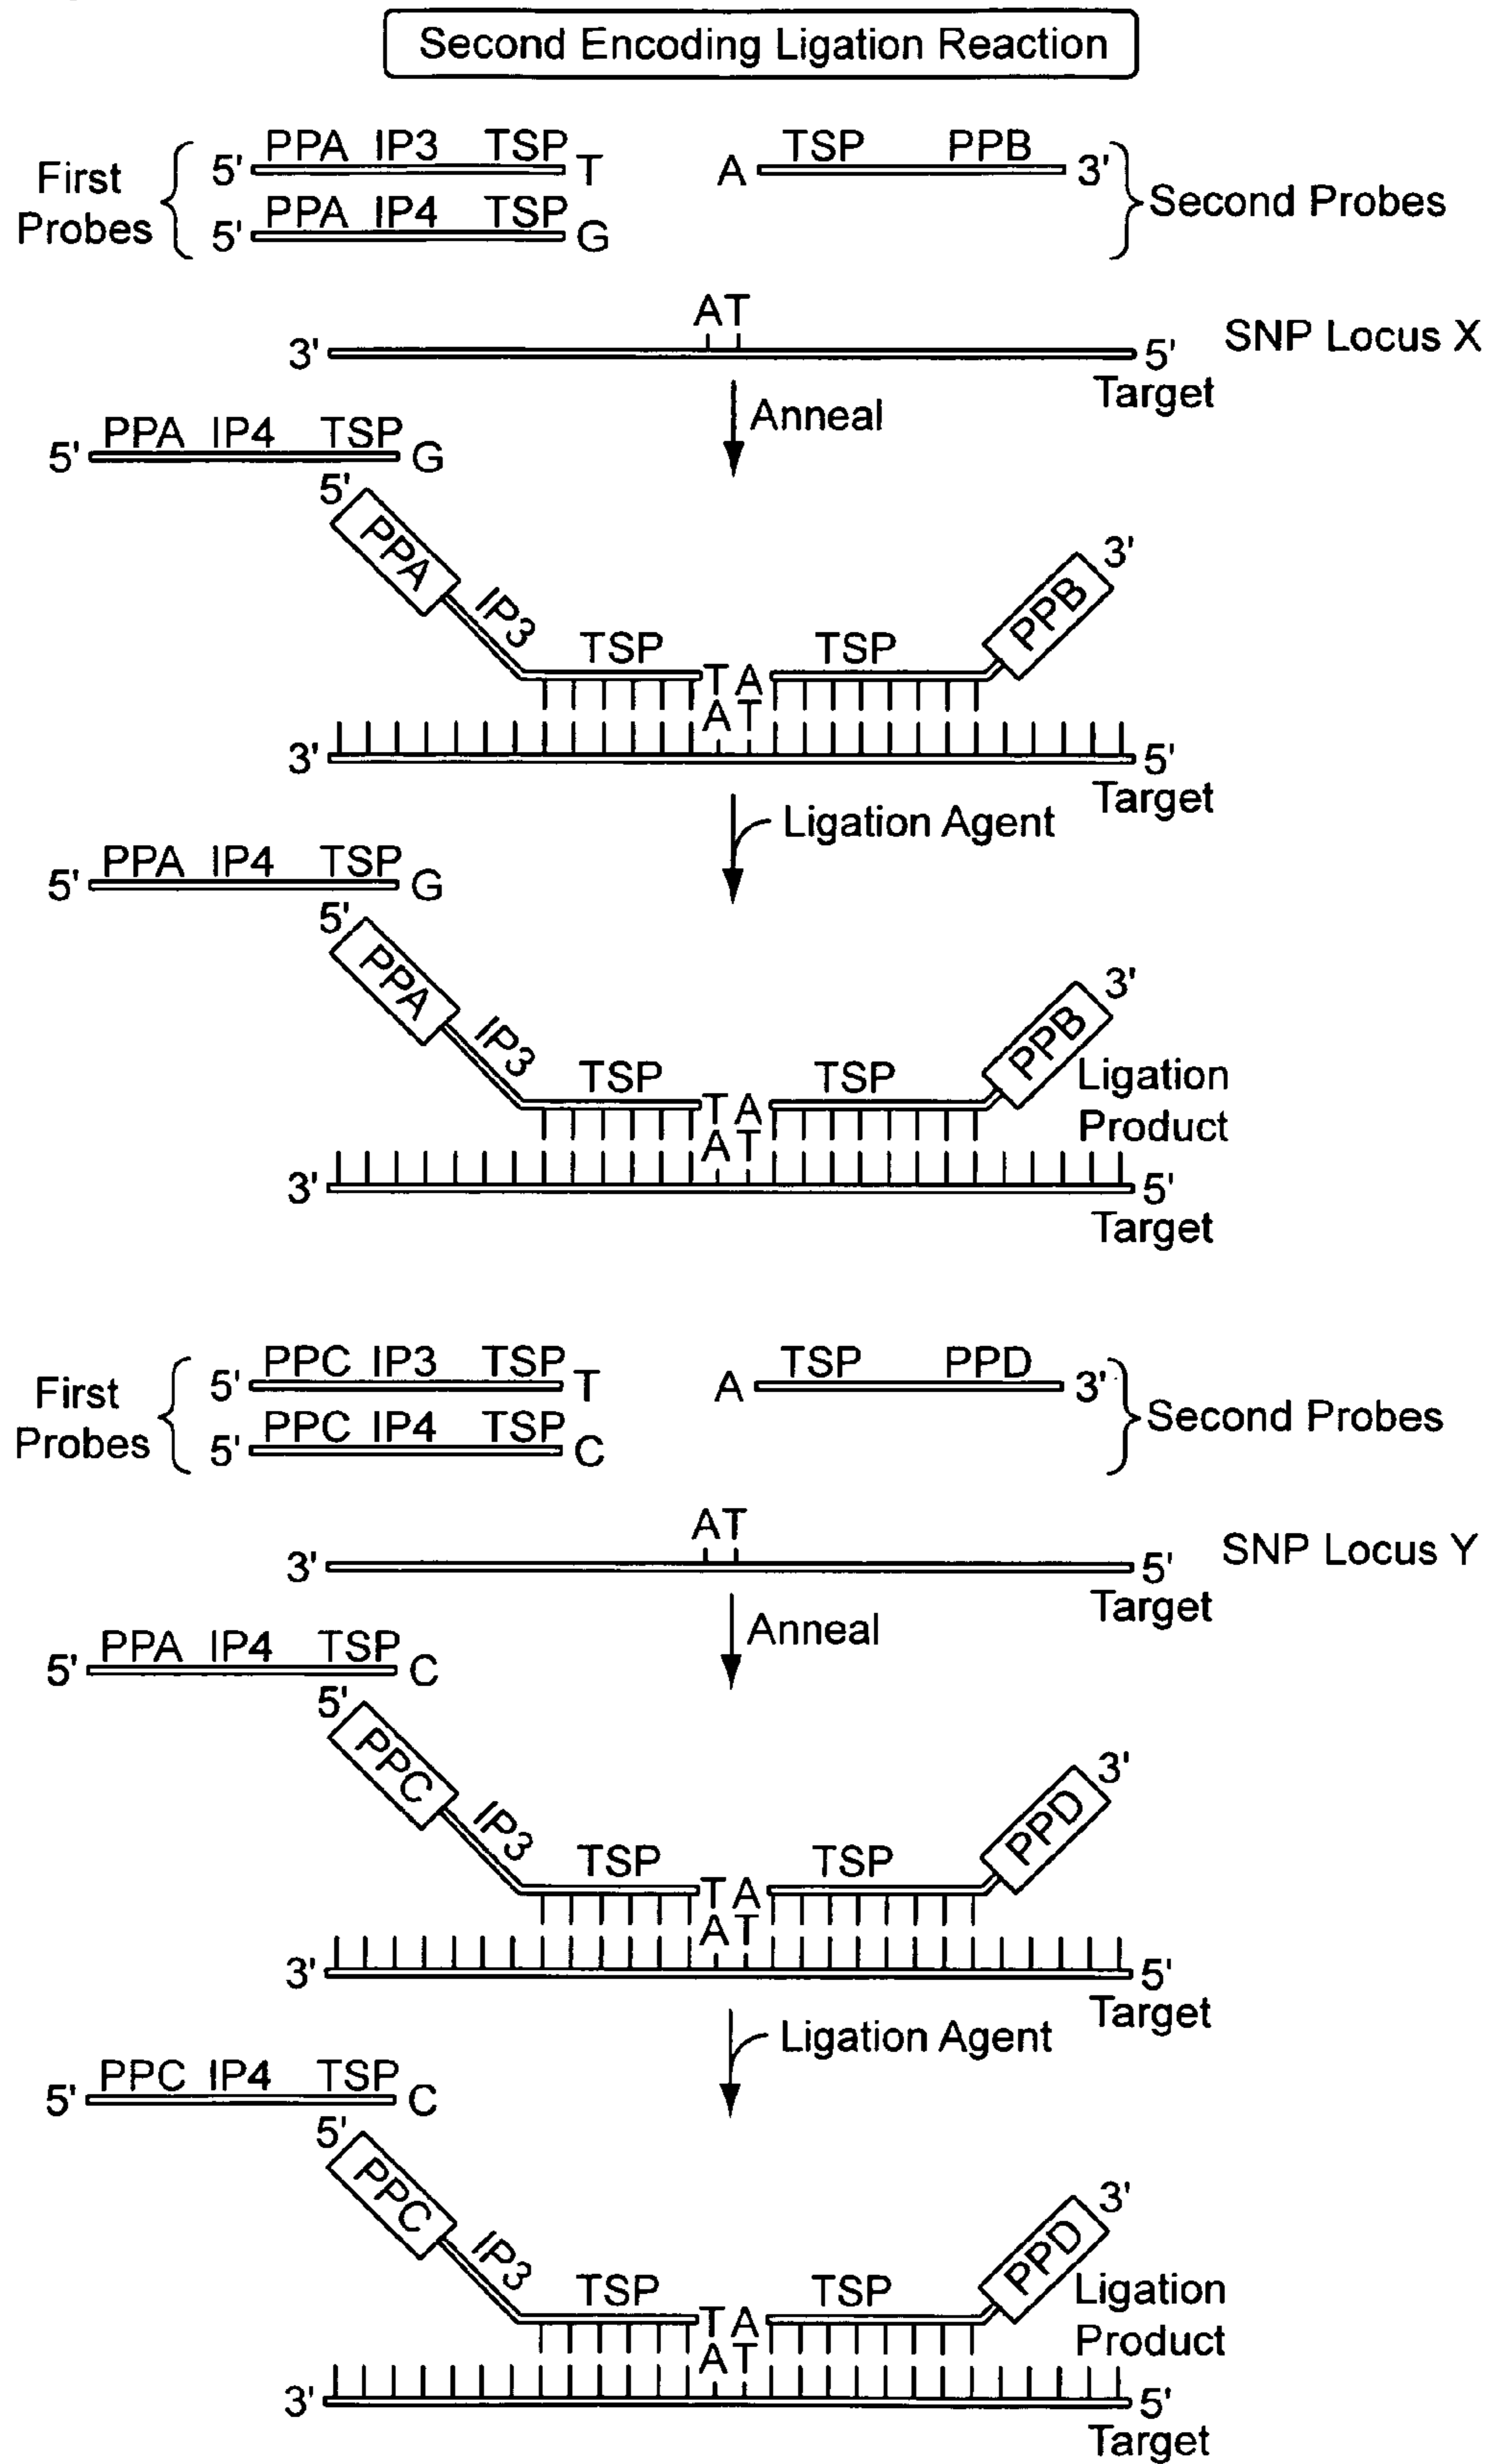 Second Encoding Ligation Reaction
PPA IP3 TSP
TSP PPB
First Probes
5' T
A 3'
PPA IP4 TSP
5' G
Second Probes
AT
3' 5'
SNP Locus X
Target
Anneal
PPA IP4 TSP
5' G
5'
PPA
IP3
TSP
T A
TSP
PPB
3'
AT
3' 5'
Target
Ligation Agent
PPA IP4 TSP
5' G
5'
PPA
IP3
TSP
T A
TSP
PPB
3'
Ligation
Product
AT
3' 5'
Target
PPC IP3 TSP
TSP PPD
First Probes
5' T
A 3'
PPC IP4 TSP
5' C
Second Probes
AT
3' 5'
SNP Locus Y
Target
Anneal
PPA IP4 TSP
5' C
5'
PPC
IP3
TSP
T A
TSP
PPD
3'
AT
3' 5'
Target
Ligation Agent
PPC IP4 TSP
5' C
5'
PPC
IP3
TSP
T A
TSP
PPD
3'
Ligation
Product
AT
3' 5'
Target